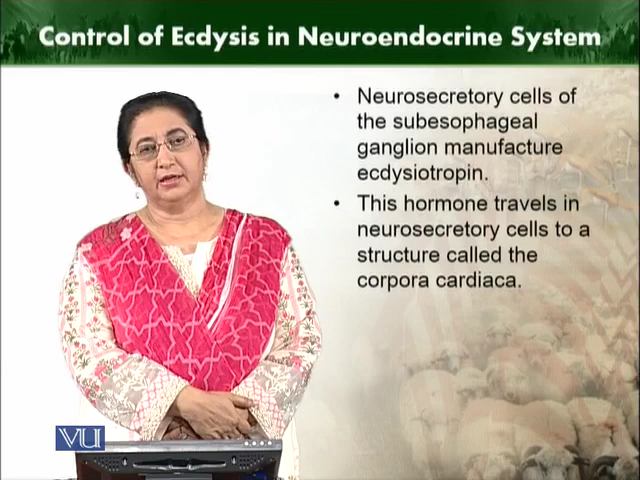 Control of Ecdysis in Neuroendocrine System
• Neurosecretory cells of
the subesophageal
ganglion manufacture
ecdysiotropin.
• This hormone travels in
neurosecretory cells to a
structure called the
corpora cardiaca.
VU